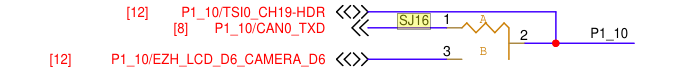 [12] P1_10/TSI0_CH19-HDR
[8] P1_10/CAN0_TXD
SJ16 1 A
P1_10
2
B
[12] P1_10/EZH_LCD_D6_CAMERA_D6 3